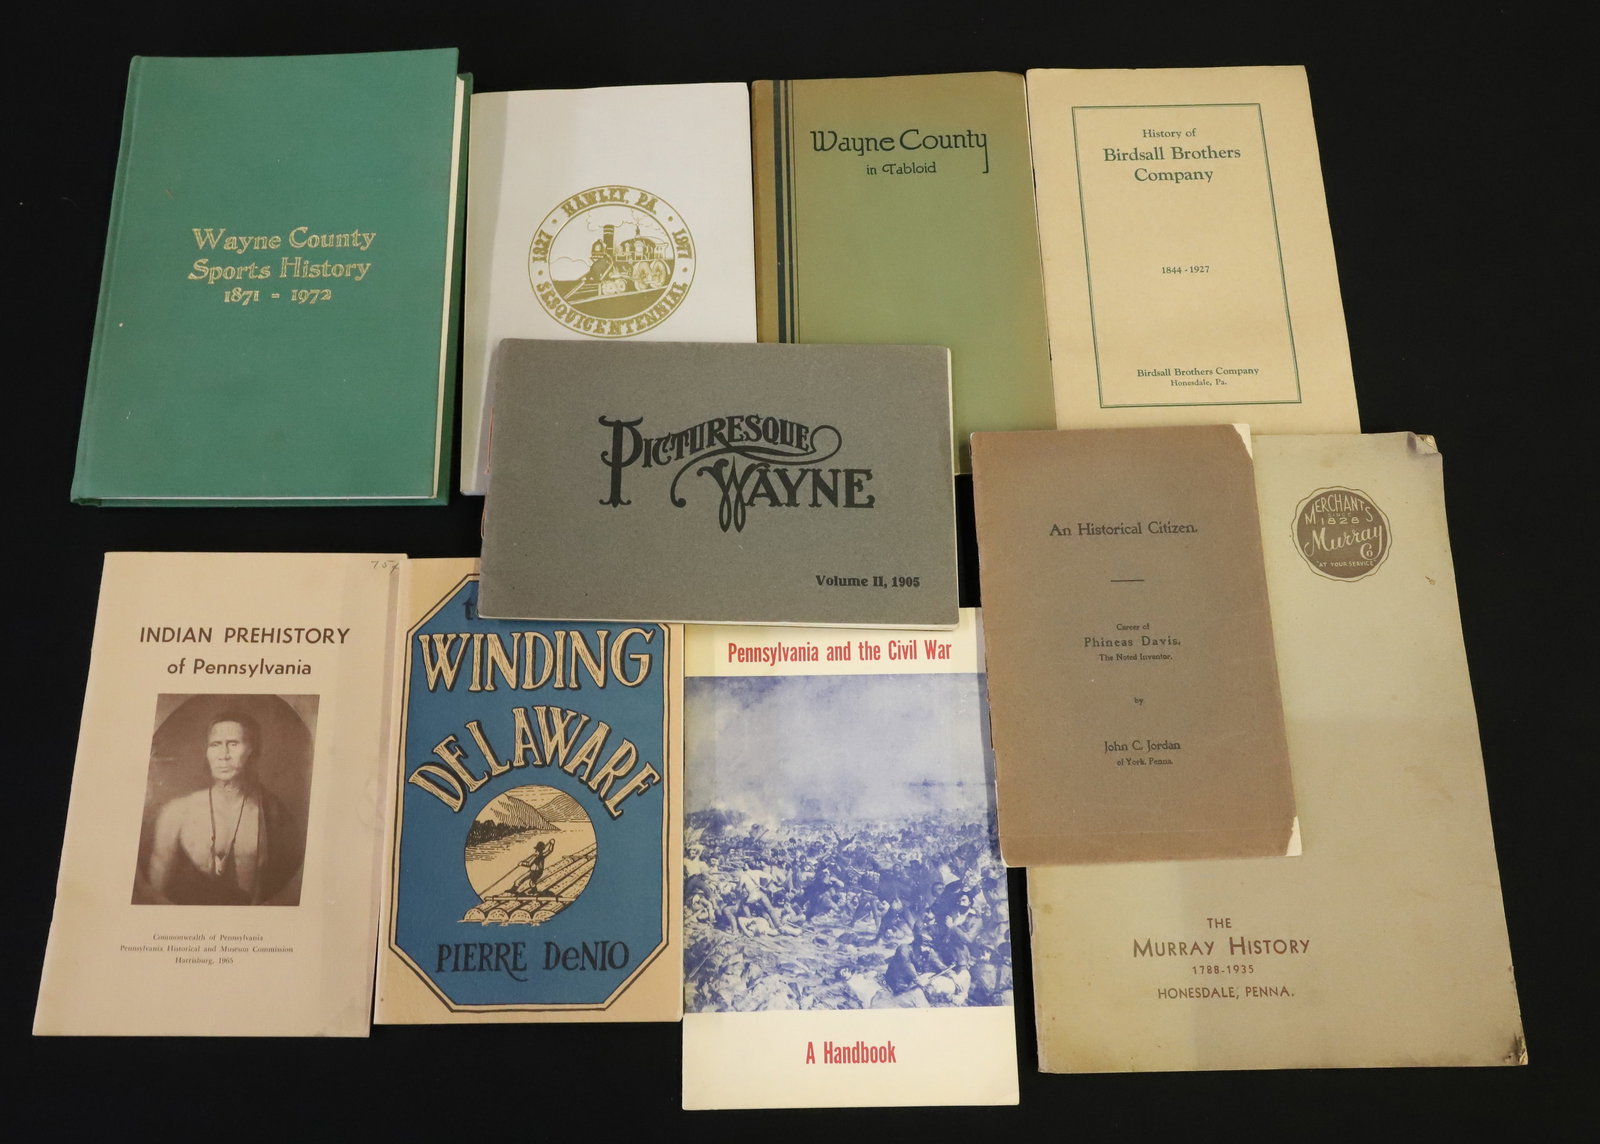 Wayne County
Sports History
1871 - 1972
HAWLEY, PA.
1827 · 1977
SESQUICENTENNIAL
Wayne County
in Tabloid
History of
Birdsall Brothers
Company
1844 - 1927
Birdsall Brothers Company
Honesdale, Pa.
PICTURESQUE
WAYNE
Volume II, 1905
An Historical Citizen.
Career of
Phineas Davis,
The Noted Inventor.
by
John C. Jordan
of York, Penna.
MERCHANTS
SINCE
1826
Murray
Co
"AT YOUR SERVICE"
THE
MURRAY HISTORY
1788-1935
HONESDALE, PENNA.
75¢
INDIAN PREHISTORY
of Pennsylvania
Commonwealth of Pennsylvania
Pennsylvania Historical and Museum Commission
Harrisburg, 1965
WINDING
DELAWARE
PIERRE DeNIO
Pennsylvania and the Civil War
A Handbook